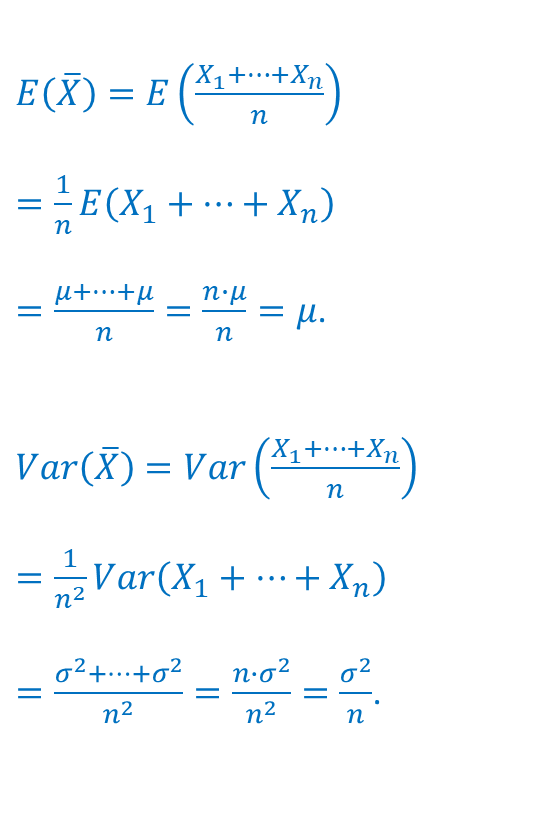 E(X̄) = E((X₁+⋯+Xₙ)/n)
= 1/n E(X₁ + ⋯ + Xₙ)
= (μ+⋯+μ)/n = (n·μ)/n = μ.
Var(X̄) = Var((X₁+⋯+Xₙ)/n)
= 1/n² Var(X₁ + ⋯ + Xₙ)
= (σ²+⋯+σ²)/n² = (n·σ²)/n² = σ²/n.